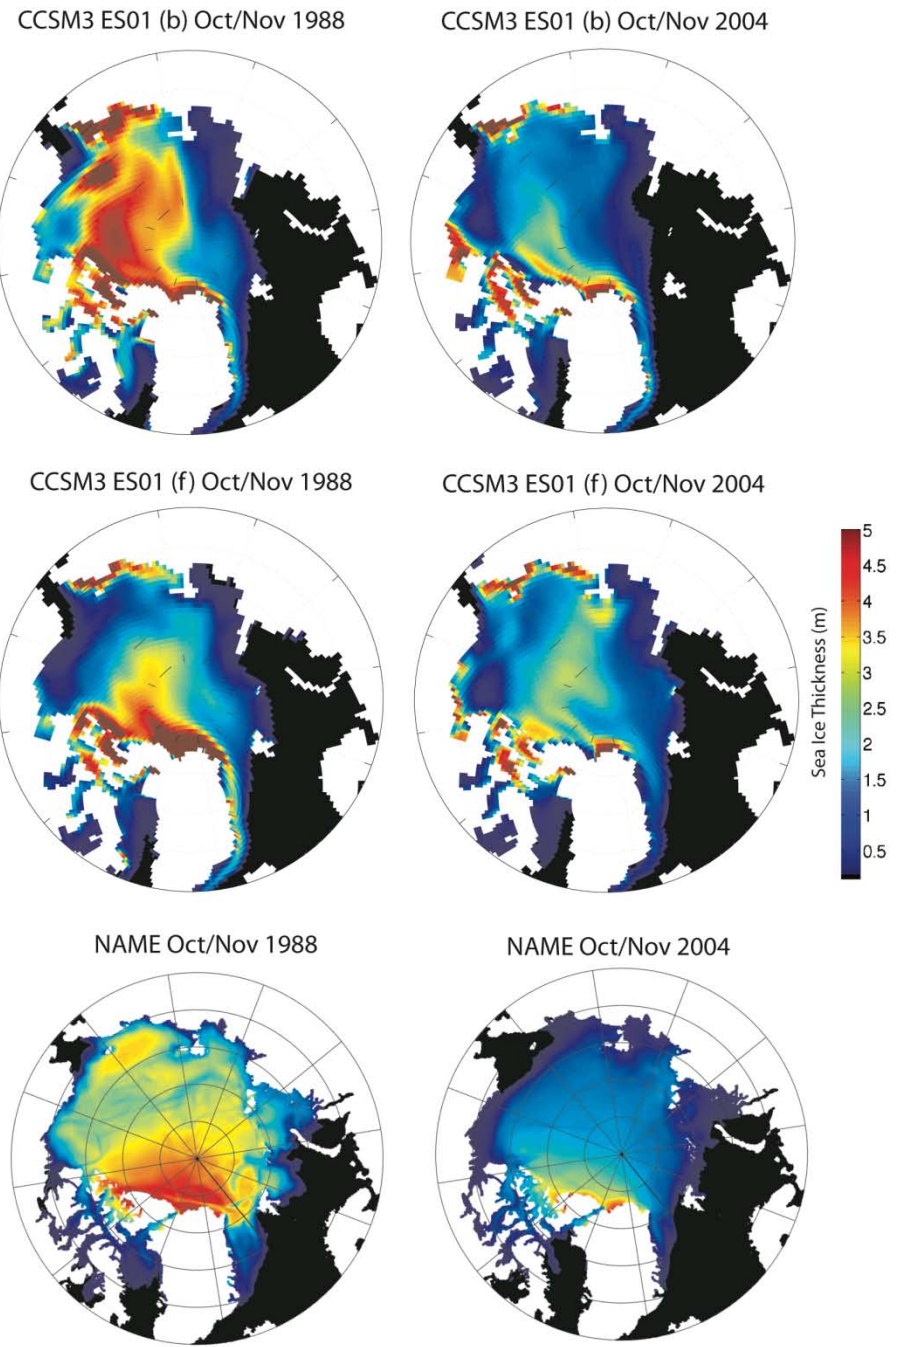 CCSM3 ES01 (b) Oct/Nov 1988
CCSM3 ES01 (b) Oct/Nov 2004
CCSM3 ES01 (f) Oct/Nov 1988
CCSM3 ES01 (f) Oct/Nov 2004
5
4.5
4
3.5
3
2.5
2
1.5
1
0.5
Sea Ice Thickness (m)
NAME Oct/Nov 1988
NAME Oct/Nov 2004